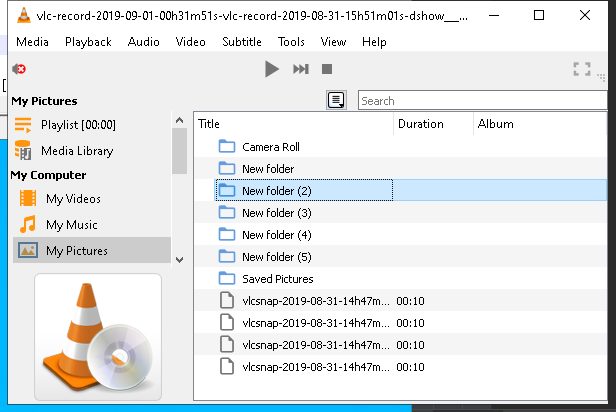 vlc-record-2019-09-01-00h31m51s-vlc-record-2019-08-31-15h51m01s-dshow__...
Media Playback Audio Video Subtitle Tools View Help
My Pictures
Search
Playlist [00:00]
Title Duration Album
Media Library
Camera Roll
My Computer
New folder
My Videos
New folder (2)
My Music
New folder (3)
My Pictures
New folder (4)
New folder (5)
Saved Pictures
vlcsnap-2019-08-31-14h47m... 00:10
vlcsnap-2019-08-31-14h47m... 00:10
vlcsnap-2019-08-31-14h47m... 00:10
vlcsnap-2019-08-31-14h47m... 00:10